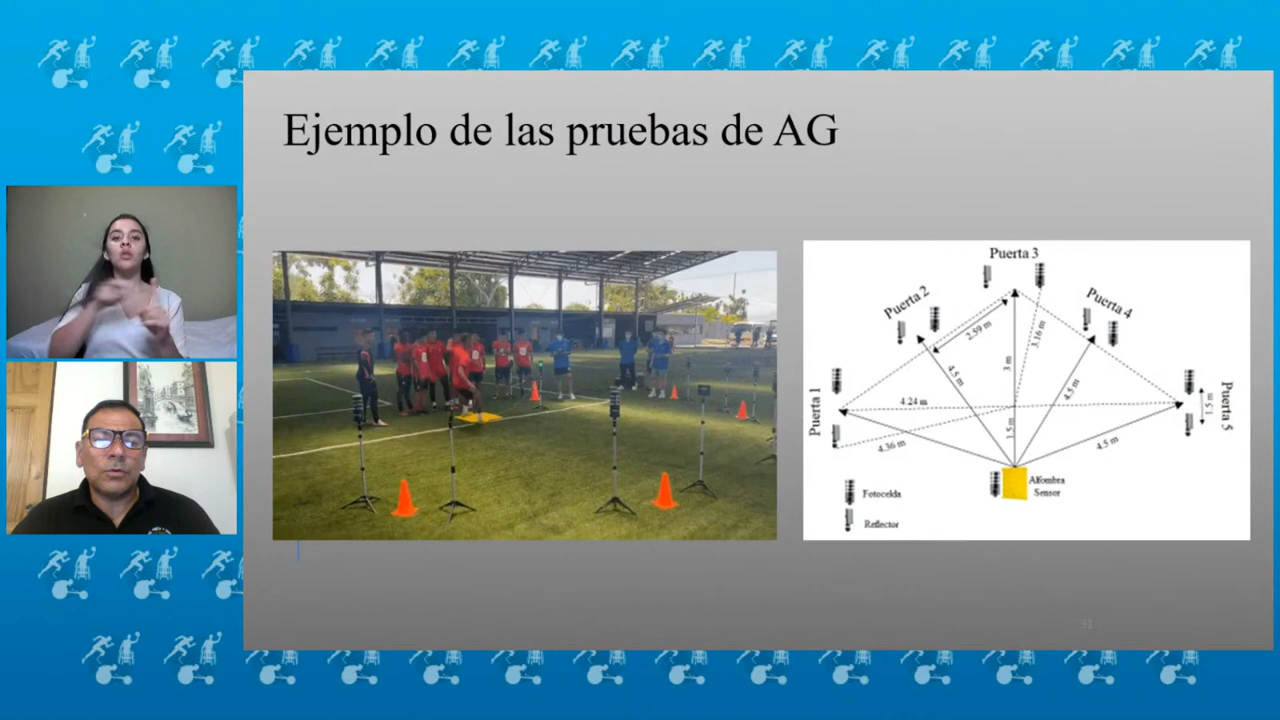 Ejemplo de las pruebas de AG
Puerta 3
Puerta 2
Puerta 4
2.59 m
3.16 m
4.5 m
3 m
4.5 m
Puerta 1
4.24 m
1.5 m
Puerta 5
1.5 m
4.36 m
4.5 m
Alfombra
Sensor
Fotocelda
Reflector